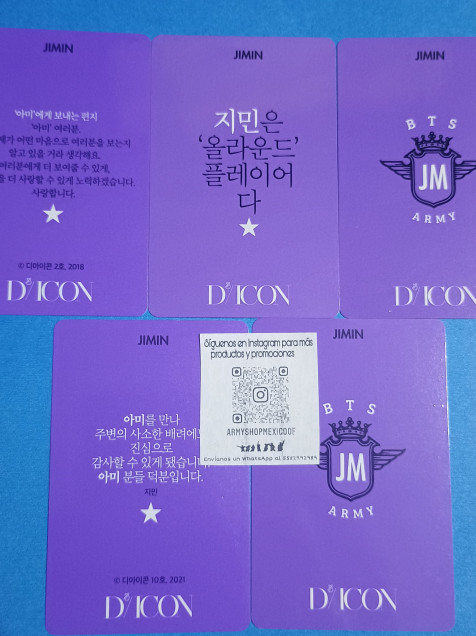 JIMIN
'아미'에게 보내는 편지
'아미' 여러분.
제가 어떤 마음으로 여러분을 보는지
알고 있을 거라 생각해요.
여러분에게 더 보여줄 수 있게,
더 사랑할 수 있게 노력하겠습니다.
사랑합니다.
© 디아이콘 2호, 2018
D/ICON
JIMIN
지민은
'올라운드'
플레이어
다
D/ICON
JIMIN
BTS
JM
ARMY
D/ICON
JIMIN
아미를 만나
주변의 사소한 배려에도
진심으로
감사할 수 있게 됐습니다.
아미 분들 덕분입니다.
지민
© 디아이콘 10호, 2021
D/ICON
Síguenos en Instagram para más
productos y promociones
ARMYSHOPMEXICOOF
JIMIN
BTS
JM
ARMY
D/ICON